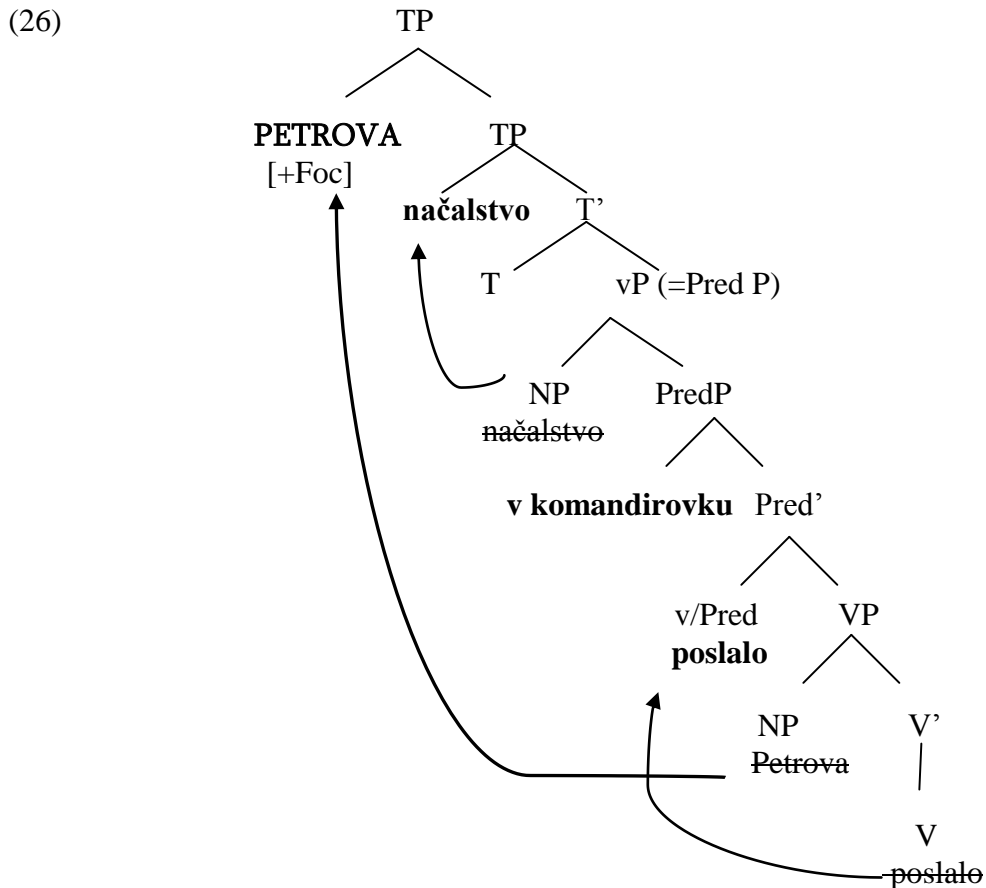 (26)
TP
PETROVA TP
[+Foc]
načalstvo T’
T vP (=Pred P)
NP PredP
načalstvo
v komandirovku Pred’
v/Pred VP
poslalo
NP V’
Petrova
V
poslalo